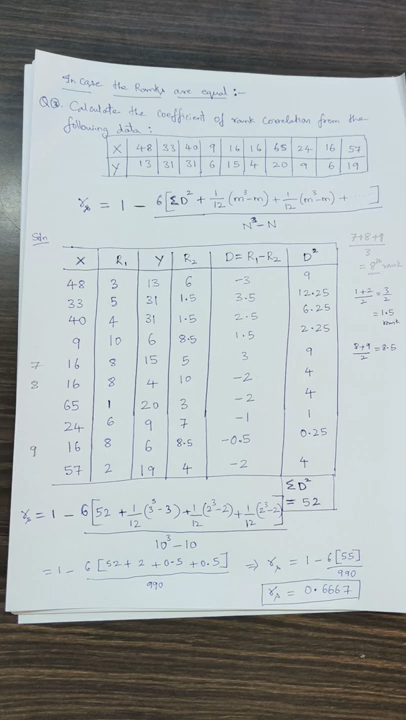 In case the Ranks are equal :-
Q③. Calculate the coefficient of rank correlation from the
following data :
X 48 33 40 9 16 16 65 24 16 57
Y 13 31 31 6 15 4 20 9 6 19
r_s = 1 - 6[ΣD² + 1/12(m³-m) + 1/12(m³-m) + ...] / N³-N
Soln
X R₁ Y R₂ D=R₁-R₂ D²
48 3 13 6 -3 9
33 5 31 1.5 3.5 12.25
40 4 31 1.5 2.5 6.25
9 10 6 8.5 1.5 2.25
7 16 8 15 5 3 9
8 16 8 4 10 -2 4
65 1 20 3 -2 4
24 6 9 7 -1 1
9 16 8 6 8.5 -0.5 0.25
57 2 19 4 -2 4
ΣD² = 52
7+8+9 / 3
= 8th rank
1+2 / 2 = 3/2
= 1.5
rank
8+9 / 2 = 8.5
r_s = 1 - 6[52 + 1/12(3³-3) + 1/12(2³-2) + 1/12(2³-2)] / 10³-10
= 1 - 6[52+2+0.5+0.5] / 990 ⇒ r_s = 1 - 6[55] / 990
r_s = 0.6667